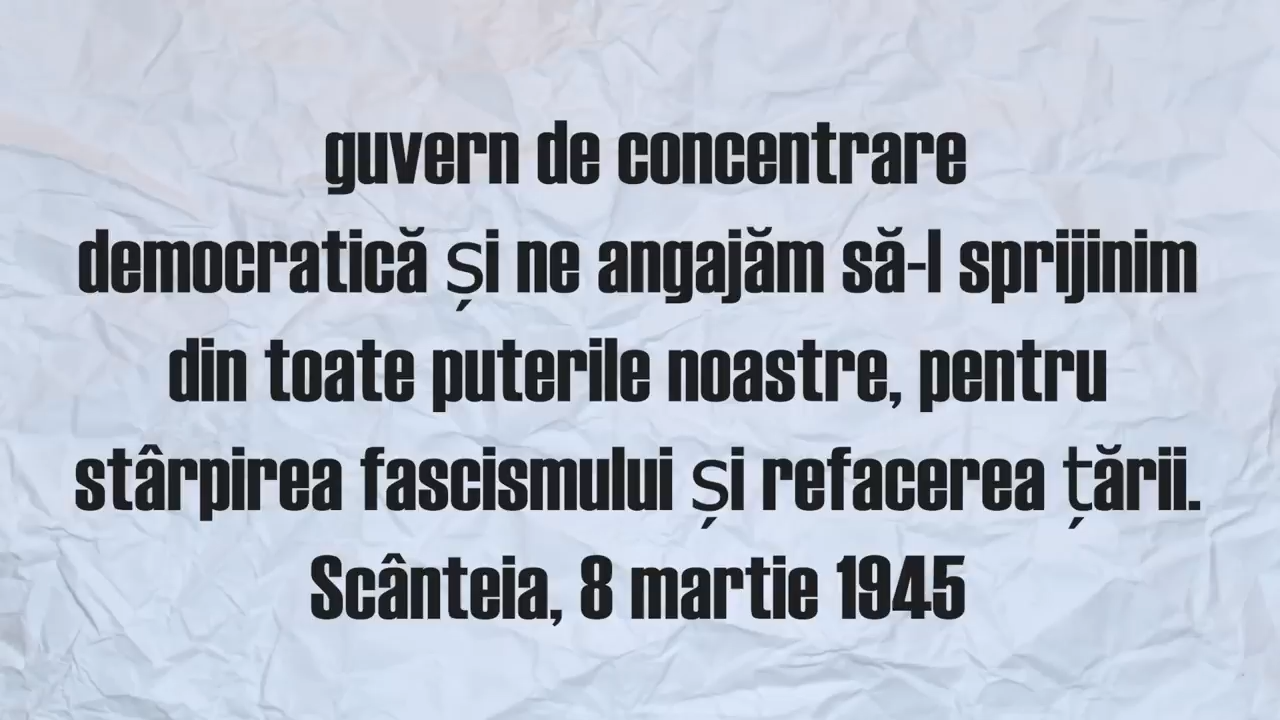 guvern de concentrare
democratică și ne angajăm să-l sprijinim
din toate puterile noastre, pentru
stârpirea fascismului și refacerea țării.
Scânteia, 8 martie 1945